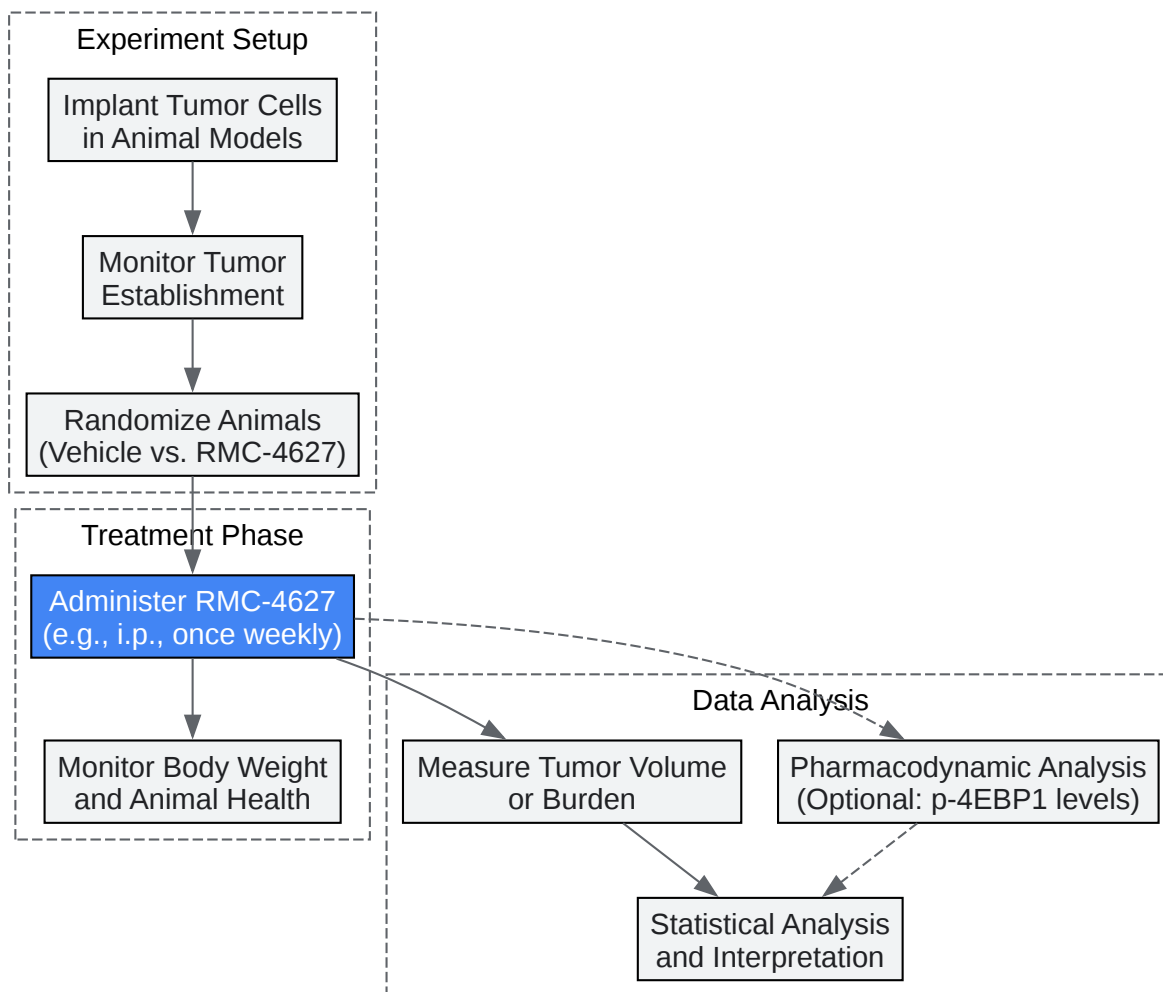 Experiment Setup
Implant Tumor Cells
in Animal Models
Monitor Tumor
Establishment
Randomize Animals
(Vehicle vs. RMC-4627)
Treatment Phase
Administer RMC-4627
(e.g., i.p., once weekly)
Monitor Body Weight
and Animal Health
Data Analysis
Measure Tumor Volume
or Burden
Pharmacodynamic Analysis
(Optional: p-4EBP1 levels)
Statistical Analysis
and Interpretation